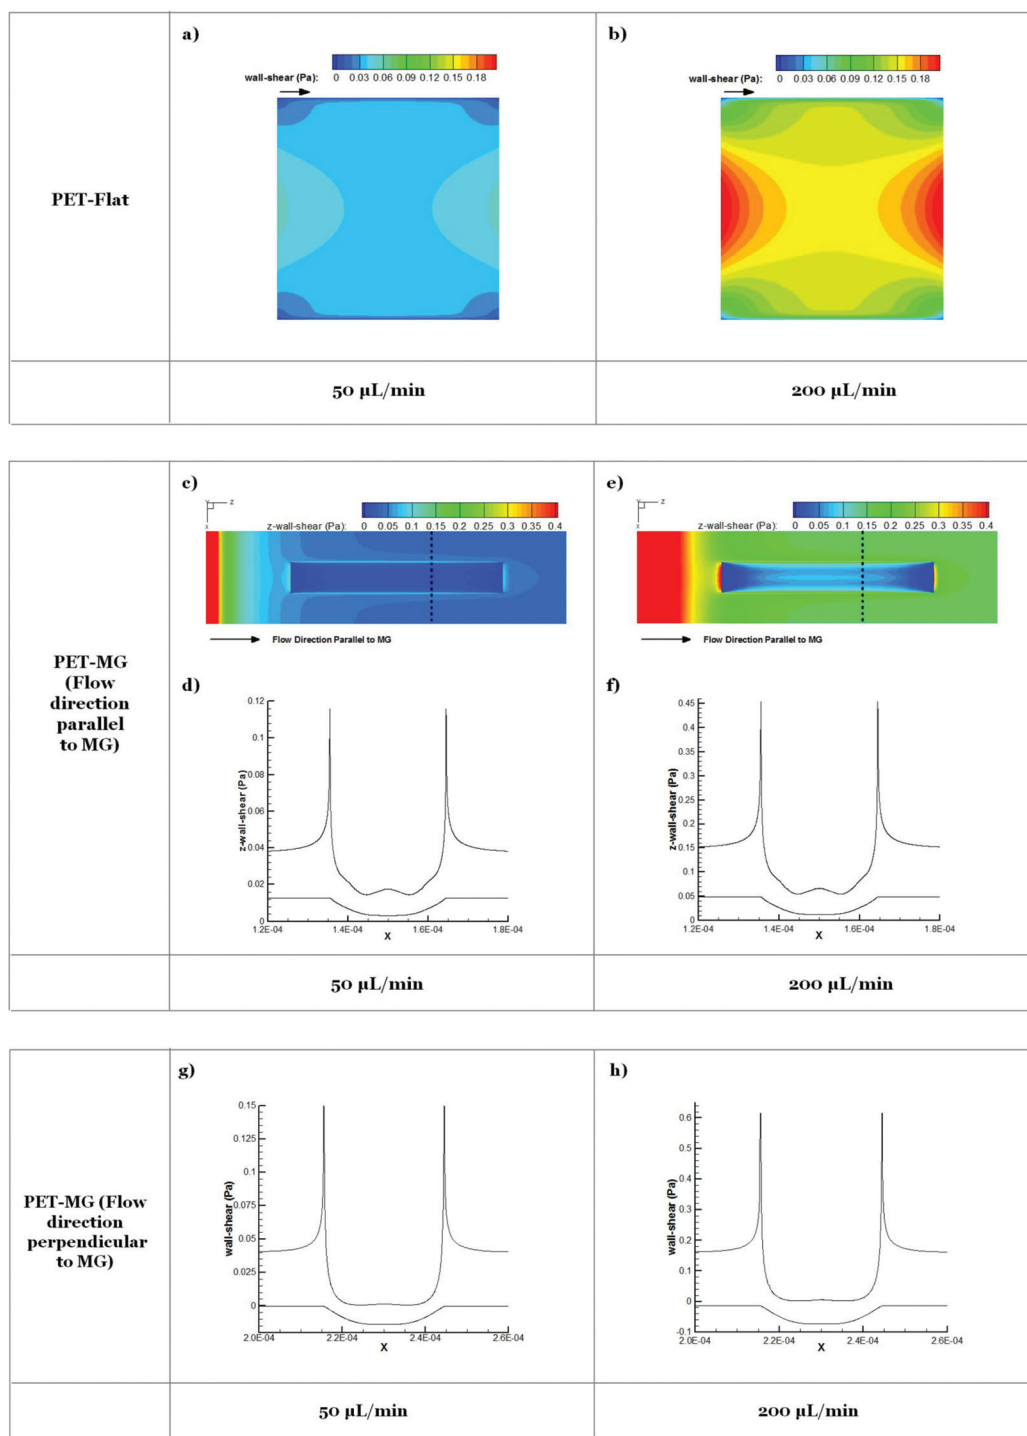 a)
wall-shear (Pa): 0 0.03 0.06 0.09 0.12 0.15 0.18
b)
wall-shear (Pa): 0 0.03 0.06 0.09 0.12 0.15 0.18
PET-Flat
50 µL/min
200 µL/min
c)
Y Z
X
z-wall-shear (Pa): 0 0.05 0.1 0.15 0.2 0.25 0.3 0.35 0.4
Flow Direction Parallel to MG
e)
Y Z
X
z-wall-shear (Pa): 0 0.05 0.1 0.15 0.2 0.25 0.3 0.35 0.4
Flow Direction Parallel to MG
PET-MG
(Flow
direction
parallel
to MG)
d)
0.12
0.1
0.08
0.06
0.04
0.02
0
z-wall-shear (Pa)
1.2E-04 1.4E-04 1.6E-04 1.8E-04
X
f)
0.45
0.4
0.35
0.3
0.25
0.2
0.15
0.1
0.05
0
z-wall-shear (Pa)
1.2E-04 1.4E-04 1.6E-04 1.8E-04
X
50 µL/min
200 µL/min
g)
0.15
0.125
0.1
0.075
0.05
0.025
0
wall-shear (Pa)
2.0E-04 2.2E-04 2.4E-04 2.6E-04
X
h)
0.6
0.5
0.4
0.3
0.2
0.1
0
-0.1
wall-shear (Pa)
2.0E-04 2.2E-04 2.4E-04 2.6E-04
X
PET-MG (Flow
direction
perpendicular
to MG)
50 µL/min
200 µL/min